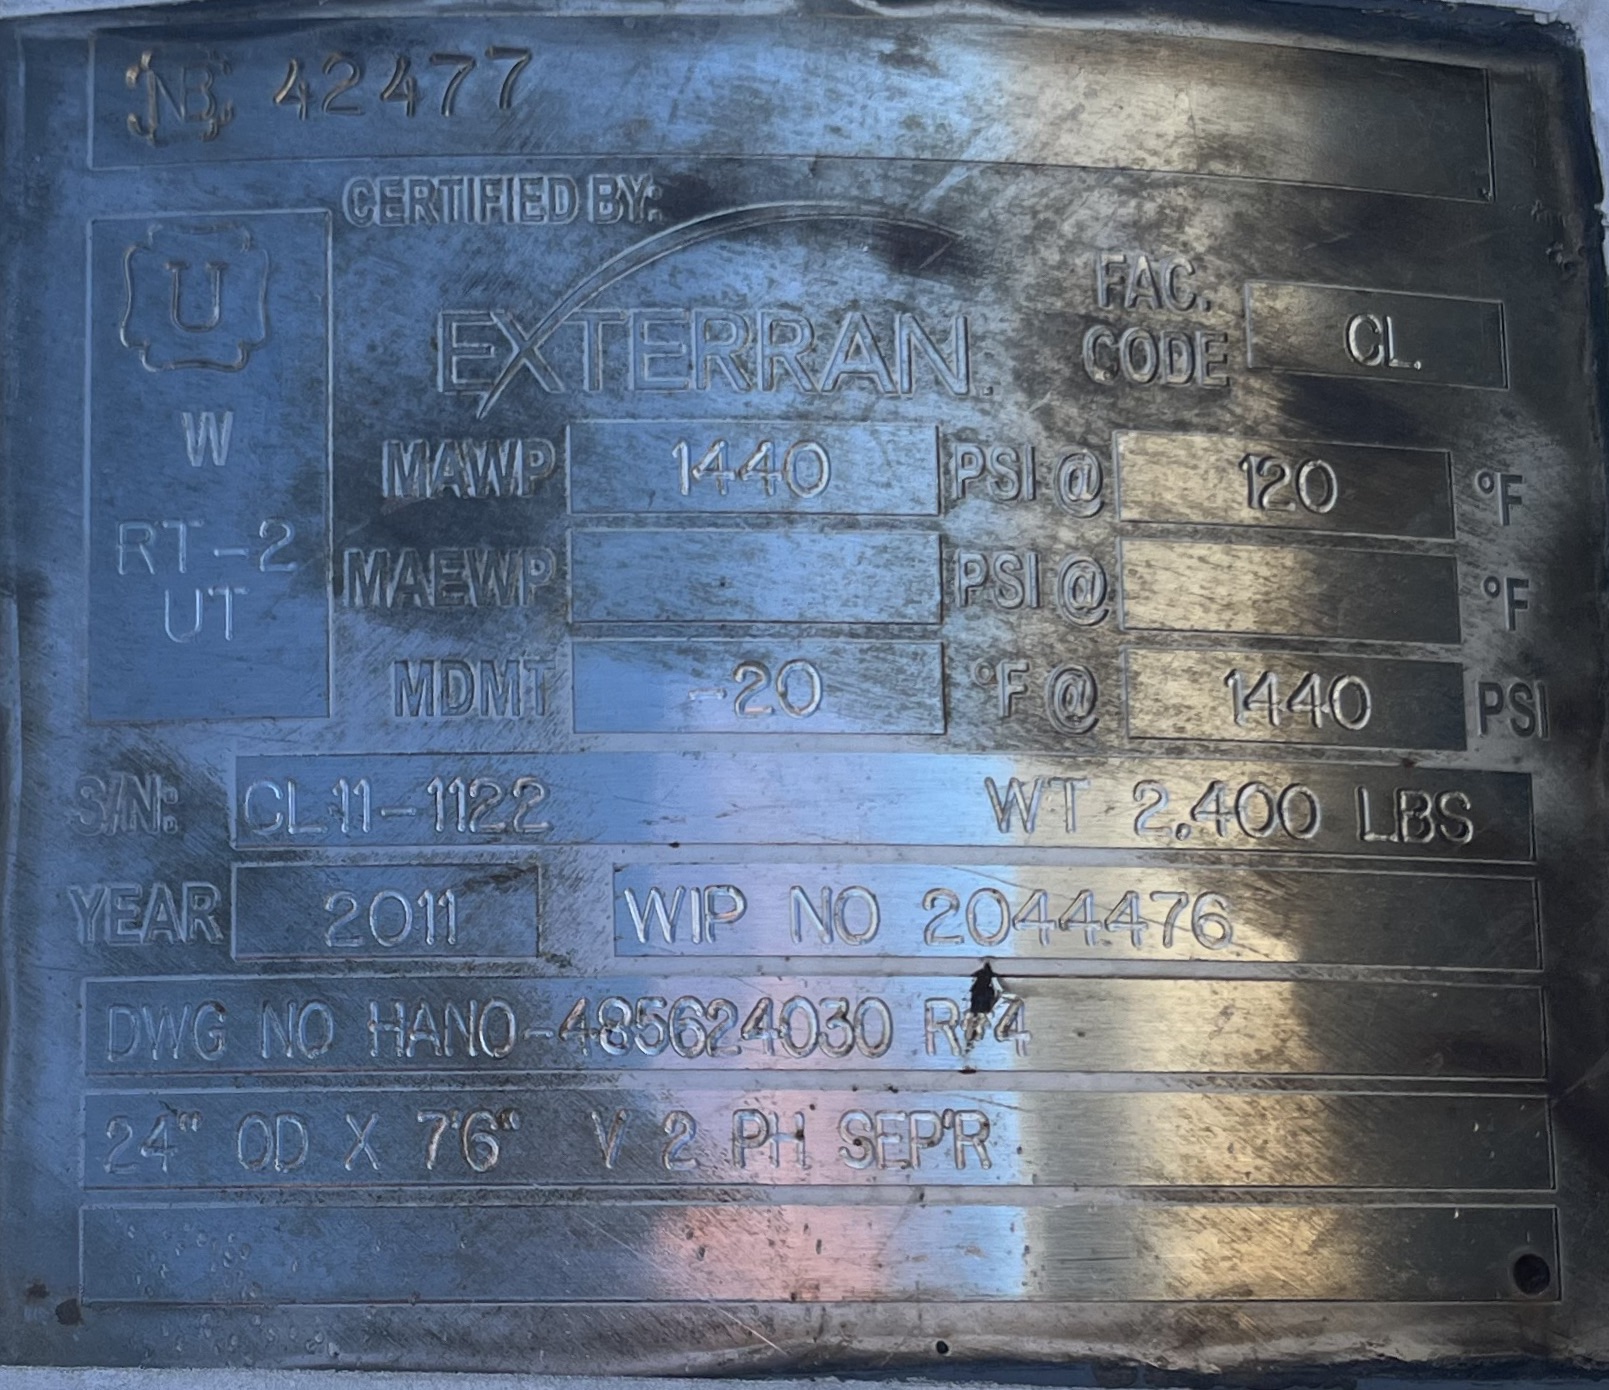 NB 42477
CERTIFIED BY:
EXTERRAN.
FAC. CODE CL.
U
W
RT-2
UT
MAWP 1440 PSI @ 120 °F
MAEWP PSI @ °F
MDMT -20 °F @ 1440 PSI
S/N: CL11-1122 WT 2,400 LBS
YEAR 2011 WIP NO 2044476
DWG NO HANO-485624030 R 4
24" OD X 7'6" V 2 PH SEP'R